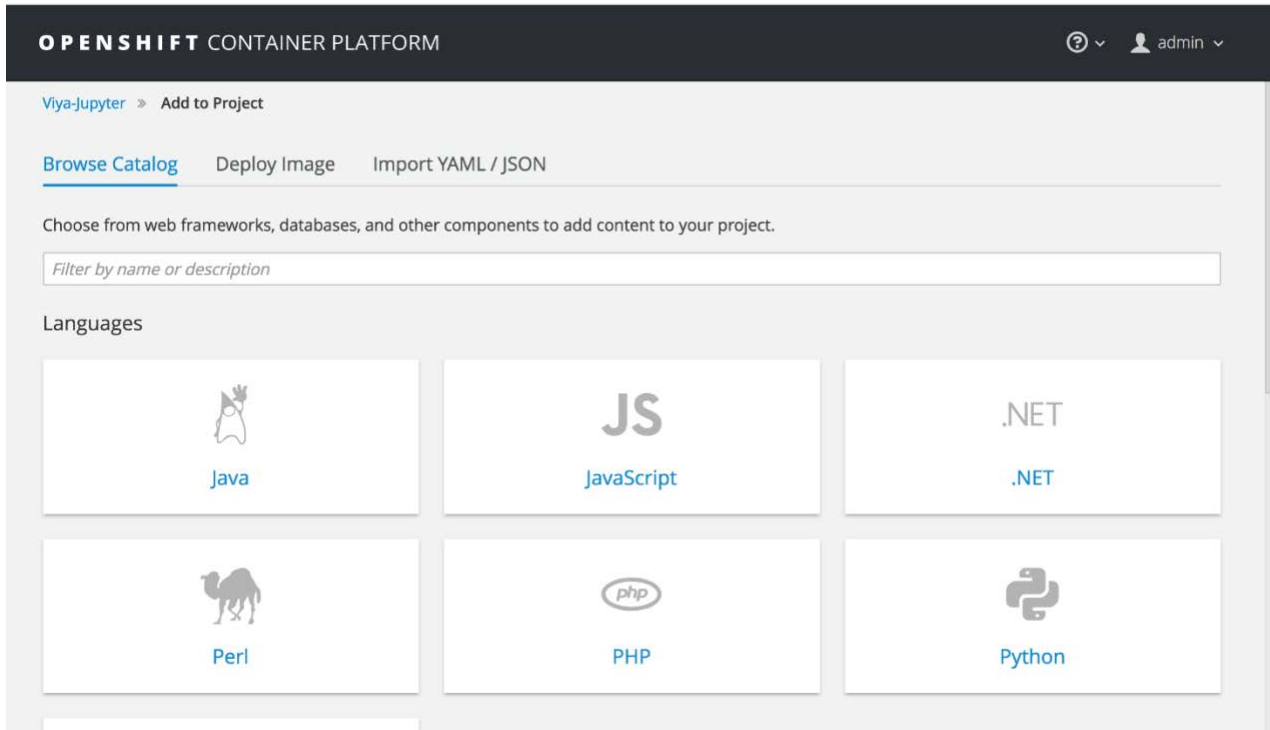 OPENSHIFT CONTAINER PLATFORM
? admin
Viya-Jupyter » Add to Project
Browse Catalog Deploy Image Import YAML / JSON
Choose from web frameworks, databases, and other components to add content to your project.
Filter by name or description
Languages
JS
.NET
Java JavaScript .NET
php
Perl PHP Python